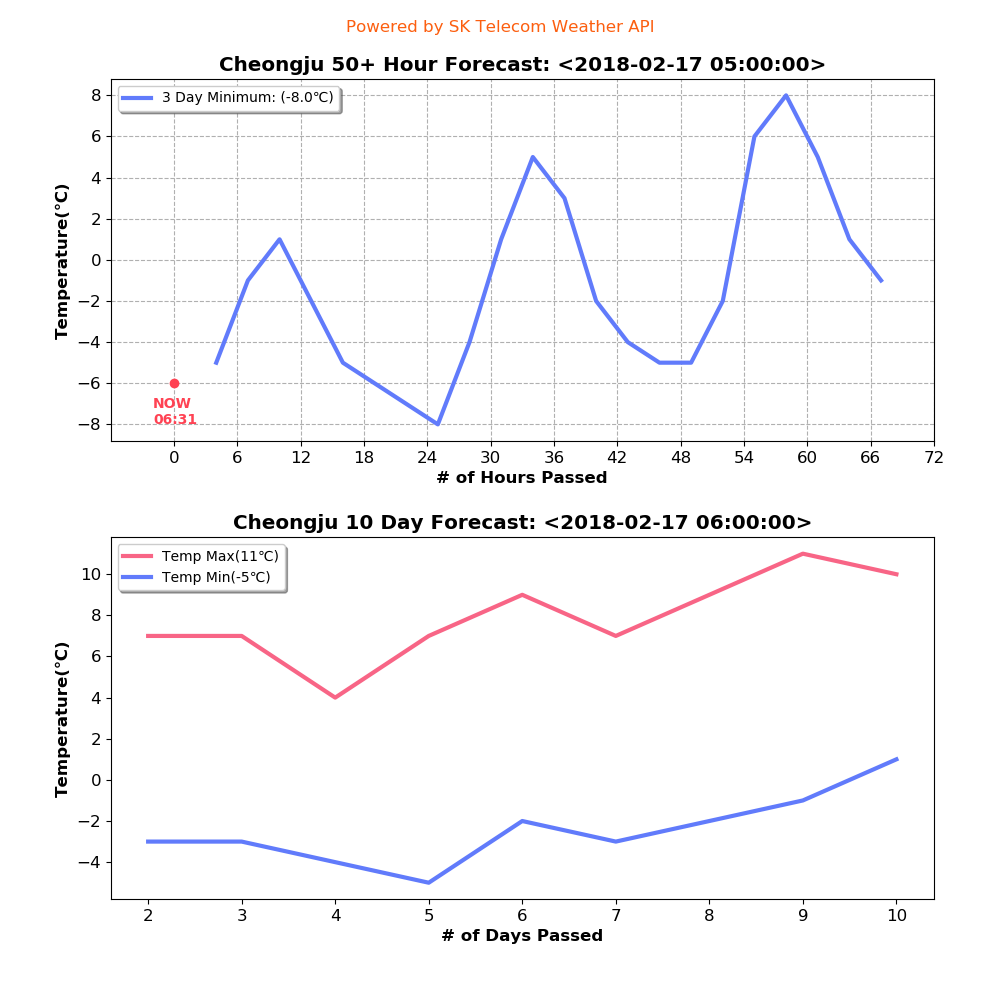 Powered by SK Telecom Weather API
Cheongju 50+ Hour Forecast: <2018-02-17 05:00:00>
3 Day Minimum: (-8.0℃)
8
6
4
2
0
−2
−4
−6
−8
Temperature(℃)
NOW
06:31
0 6 12 18 24 30 36 42 48 54 60 66 72
# of Hours Passed
Cheongju 10 Day Forecast: <2018-02-17 06:00:00>
Temp Max(11℃)
Temp Min(-5℃)
10
8
6
4
2
0
−2
−4
Temperature(℃)
2 3 4 5 6 7 8 9 10
# of Days Passed